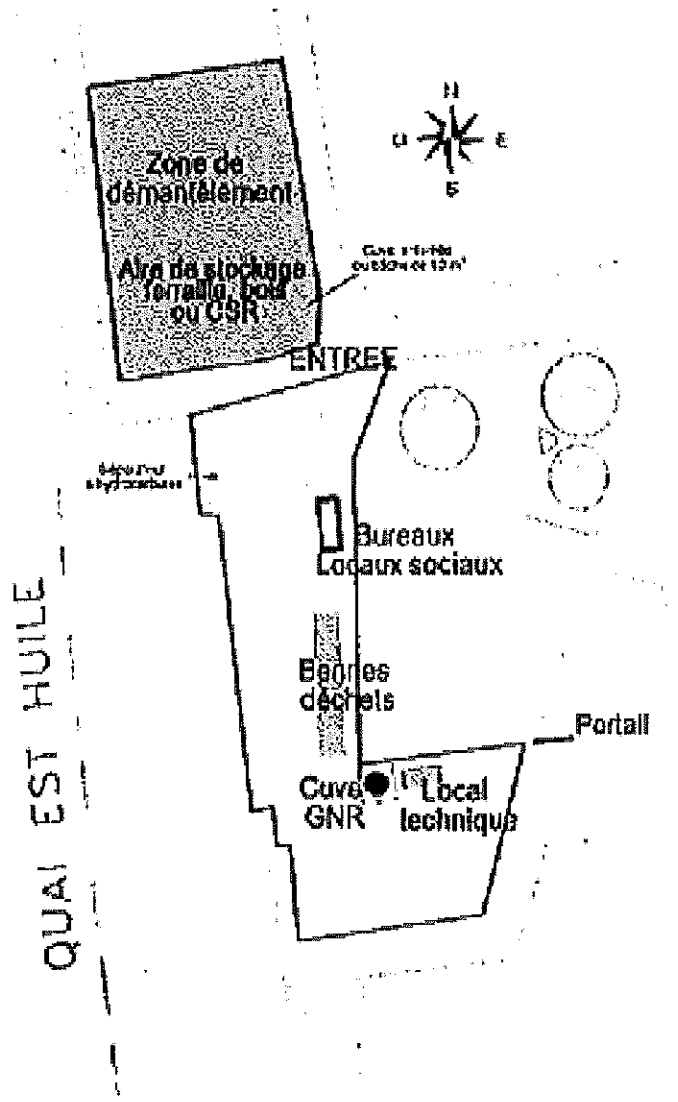 N
E
S
Zone de
démantèlement
Aire de stockage
ferraille, bois
ou CSR
ENTREE
Bureaux
Locaux sociaux
QUAI EST HUILE
Bennes
déchets
Portail
Cuve
GNR
Local
technique